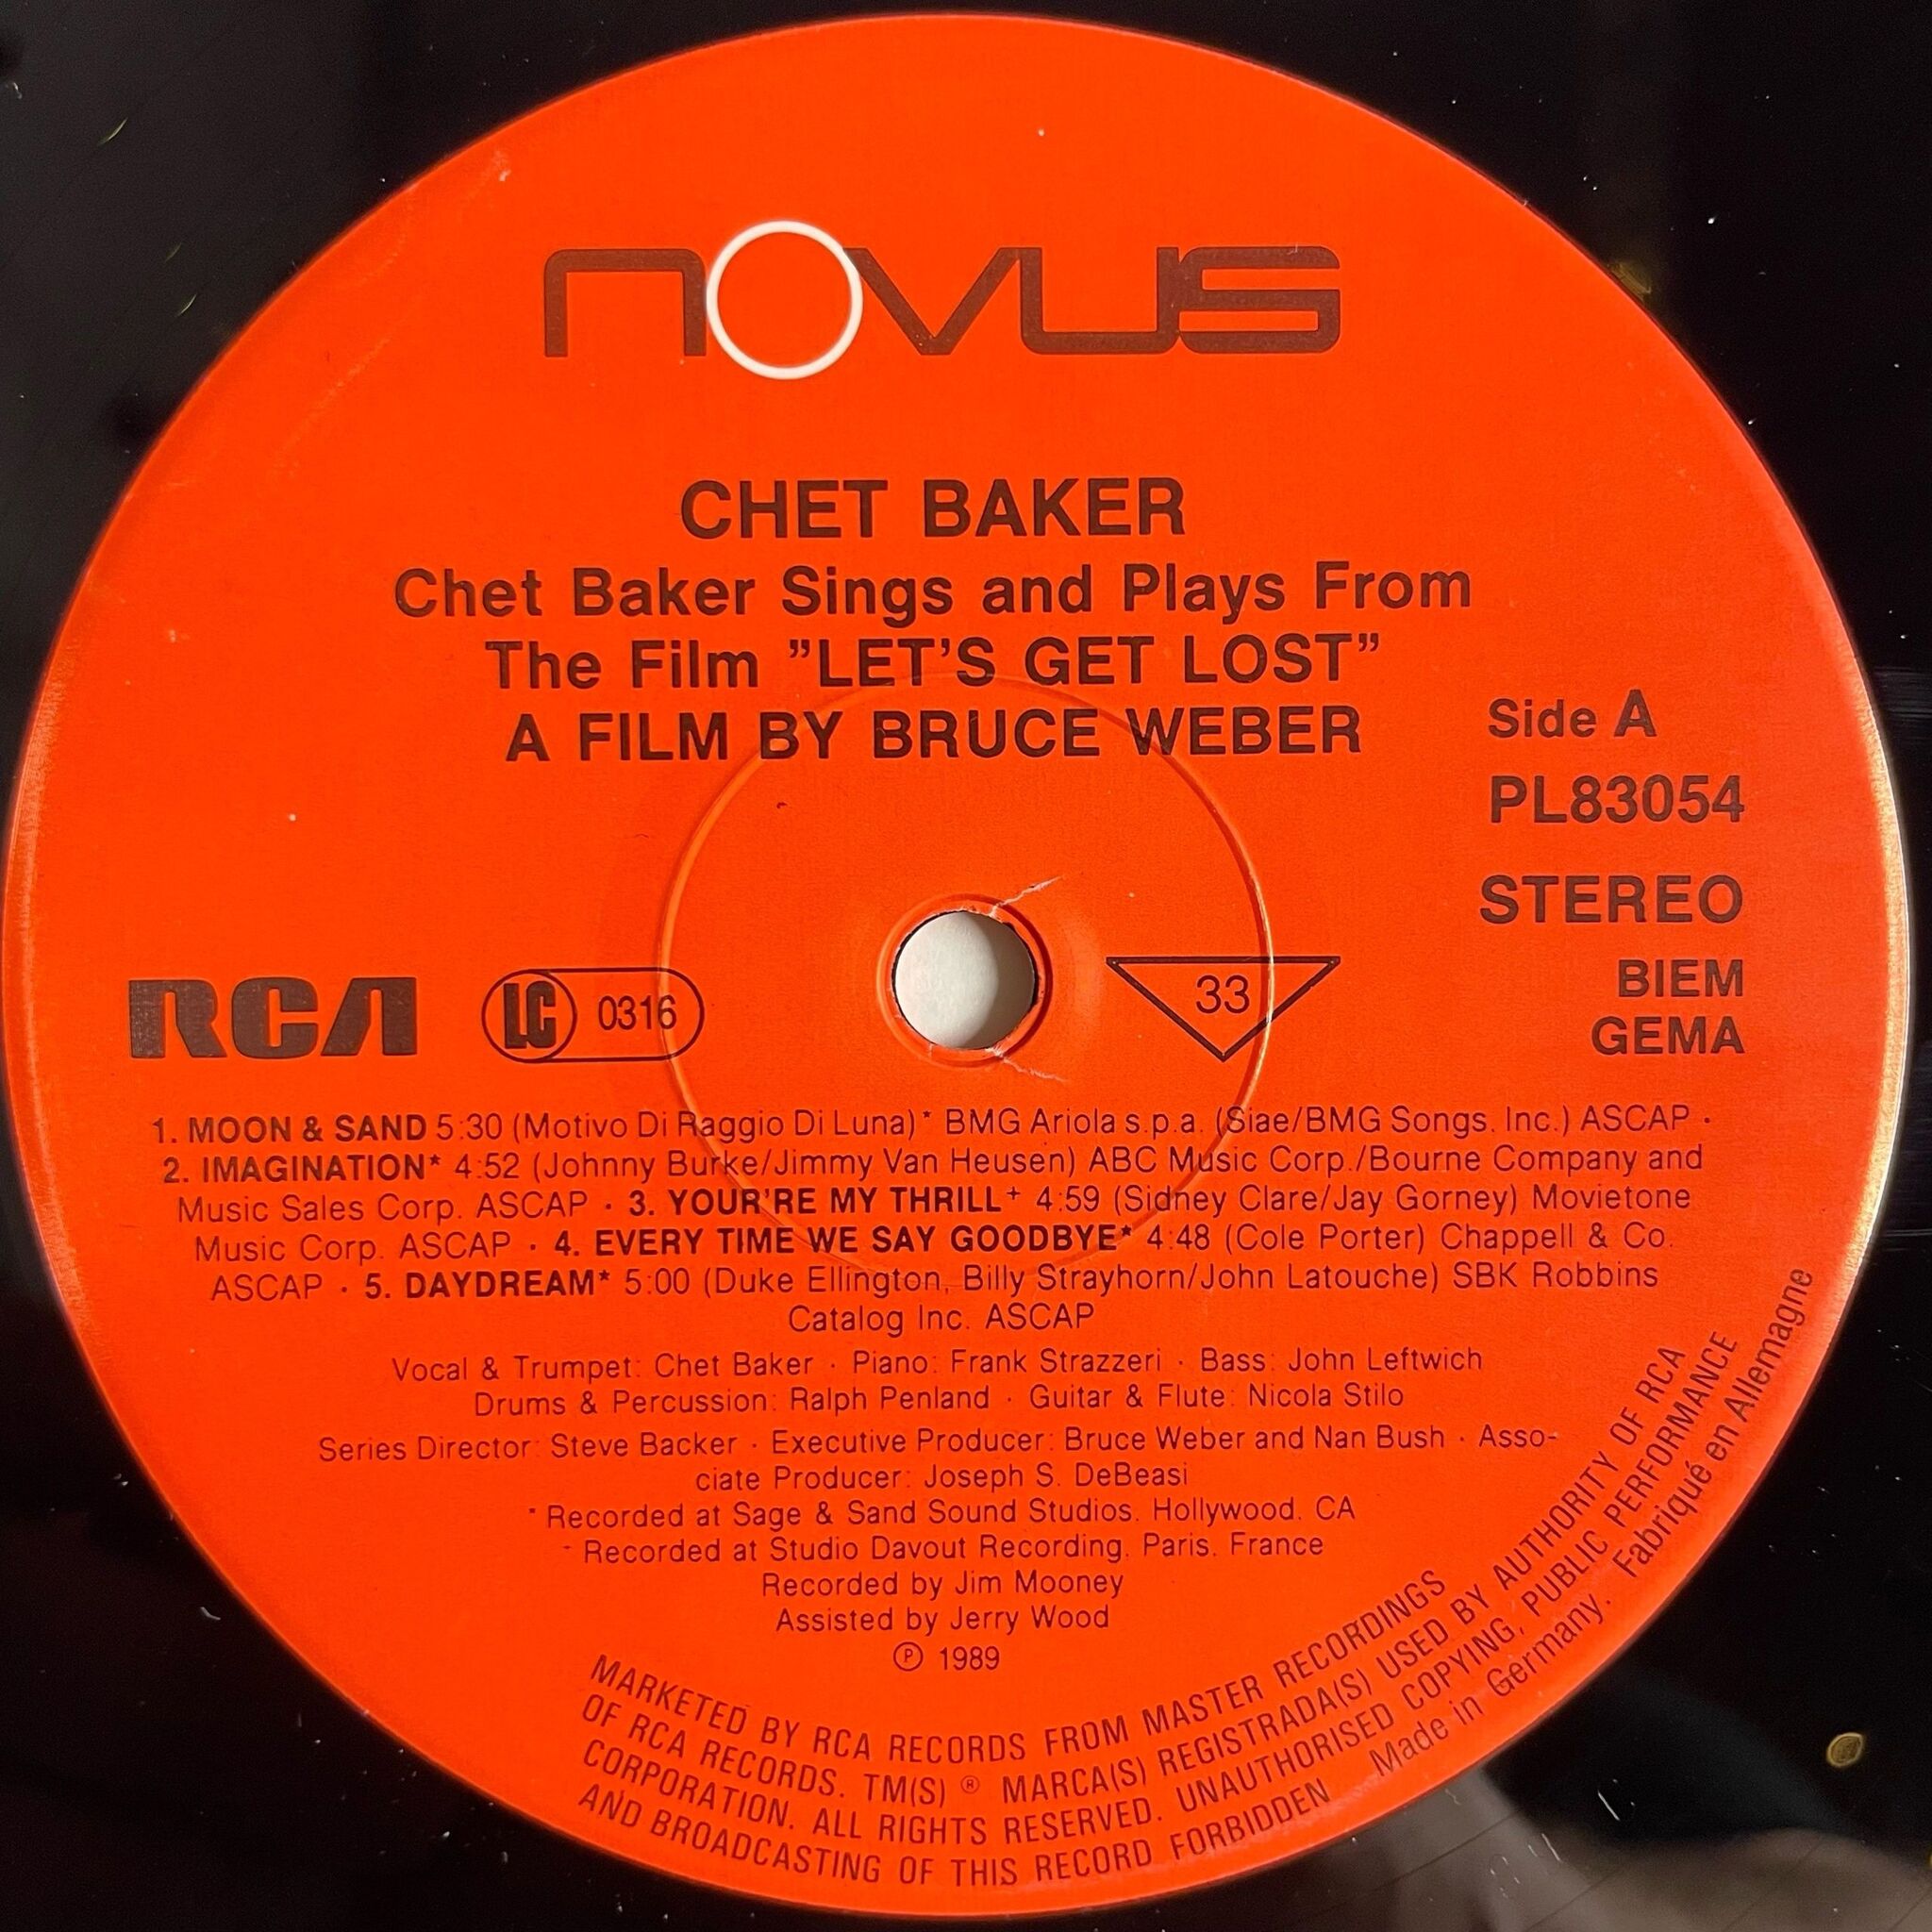 novus
CHET BAKER
Chet Baker Sings and Plays From
The Film "LET'S GET LOST"
A FILM BY BRUCE WEBER
Side A
PL83054
STEREO
BIEM
GEMA
RCA
LC 0316
33
1. MOON & SAND 5:30 (Motivo Di Raggio Di Luna)* BMG Ariola s.p.a. (Siae/BMG Songs. Inc.) ASCAP ·
2. IMAGINATION* 4:52 (Johnny Burke/Jimmy Van Heusen) ABC Music Corp./Bourne Company and
Music Sales Corp. ASCAP · 3. YOUR'RE MY THRILL+ 4:59 (Sidney Clare/Jay Gorney) Movietone
Music Corp. ASCAP · 4. EVERY TIME WE SAY GOODBYE* 4:48 (Cole Porter) Chappell & Co.
ASCAP · 5. DAYDREAM* 5:00 (Duke Ellington, Billy Strayhorn/John Latouche) SBK Robbins
Catalog Inc. ASCAP
Vocal & Trumpet: Chet Baker · Piano: Frank Strazzeri · Bass: John Leftwich
Drums & Percussion: Ralph Penland · Guitar & Flute: Nicola Stilo
Series Director: Steve Backer · Executive Producer: Bruce Weber and Nan Bush · Asso-
ciate Producer: Joseph S. DeBeasi
* Recorded at Sage & Sand Sound Studios. Hollywood. CA
+ Recorded at Studio Davout Recording. Paris. France
Recorded by Jim Mooney
Assisted by Jerry Wood
℗ 1989
MARKETED BY RCA RECORDS FROM MASTER RECORDINGS
OF RCA RECORDS. TM(S) ® MARCA(S) REGISTRADA(S) USED BY AUTHORITY OF RCA
CORPORATION. ALL RIGHTS RESERVED. UNAUTHORISED COPYING, PUBLIC PERFORMANCE
AND BROADCASTING OF THIS RECORD FORBIDDEN Made in Germany. Fabriqué en Allemagne